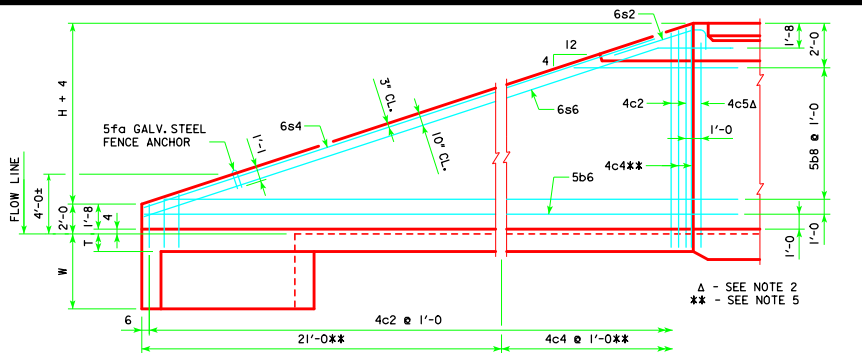 6s2
1'-8
2'-0
12
4
3" CL.
H + 4
6s4
6s6
4c2
4c5Δ
5fa GALV. STEEL
FENCE ANCHOR
1'-1
10" CL.
1'-0
5b8 @ 1'-0
4c4**
FLOW LINE
4'-0±
5b6
2'-0
1'-8
4
T
1'-0
1'-0
W
Δ - SEE NOTE 2
** - SEE NOTE 5
6
4c2 @ 1'-0
21'-0**
4c4 @ 1'-0**